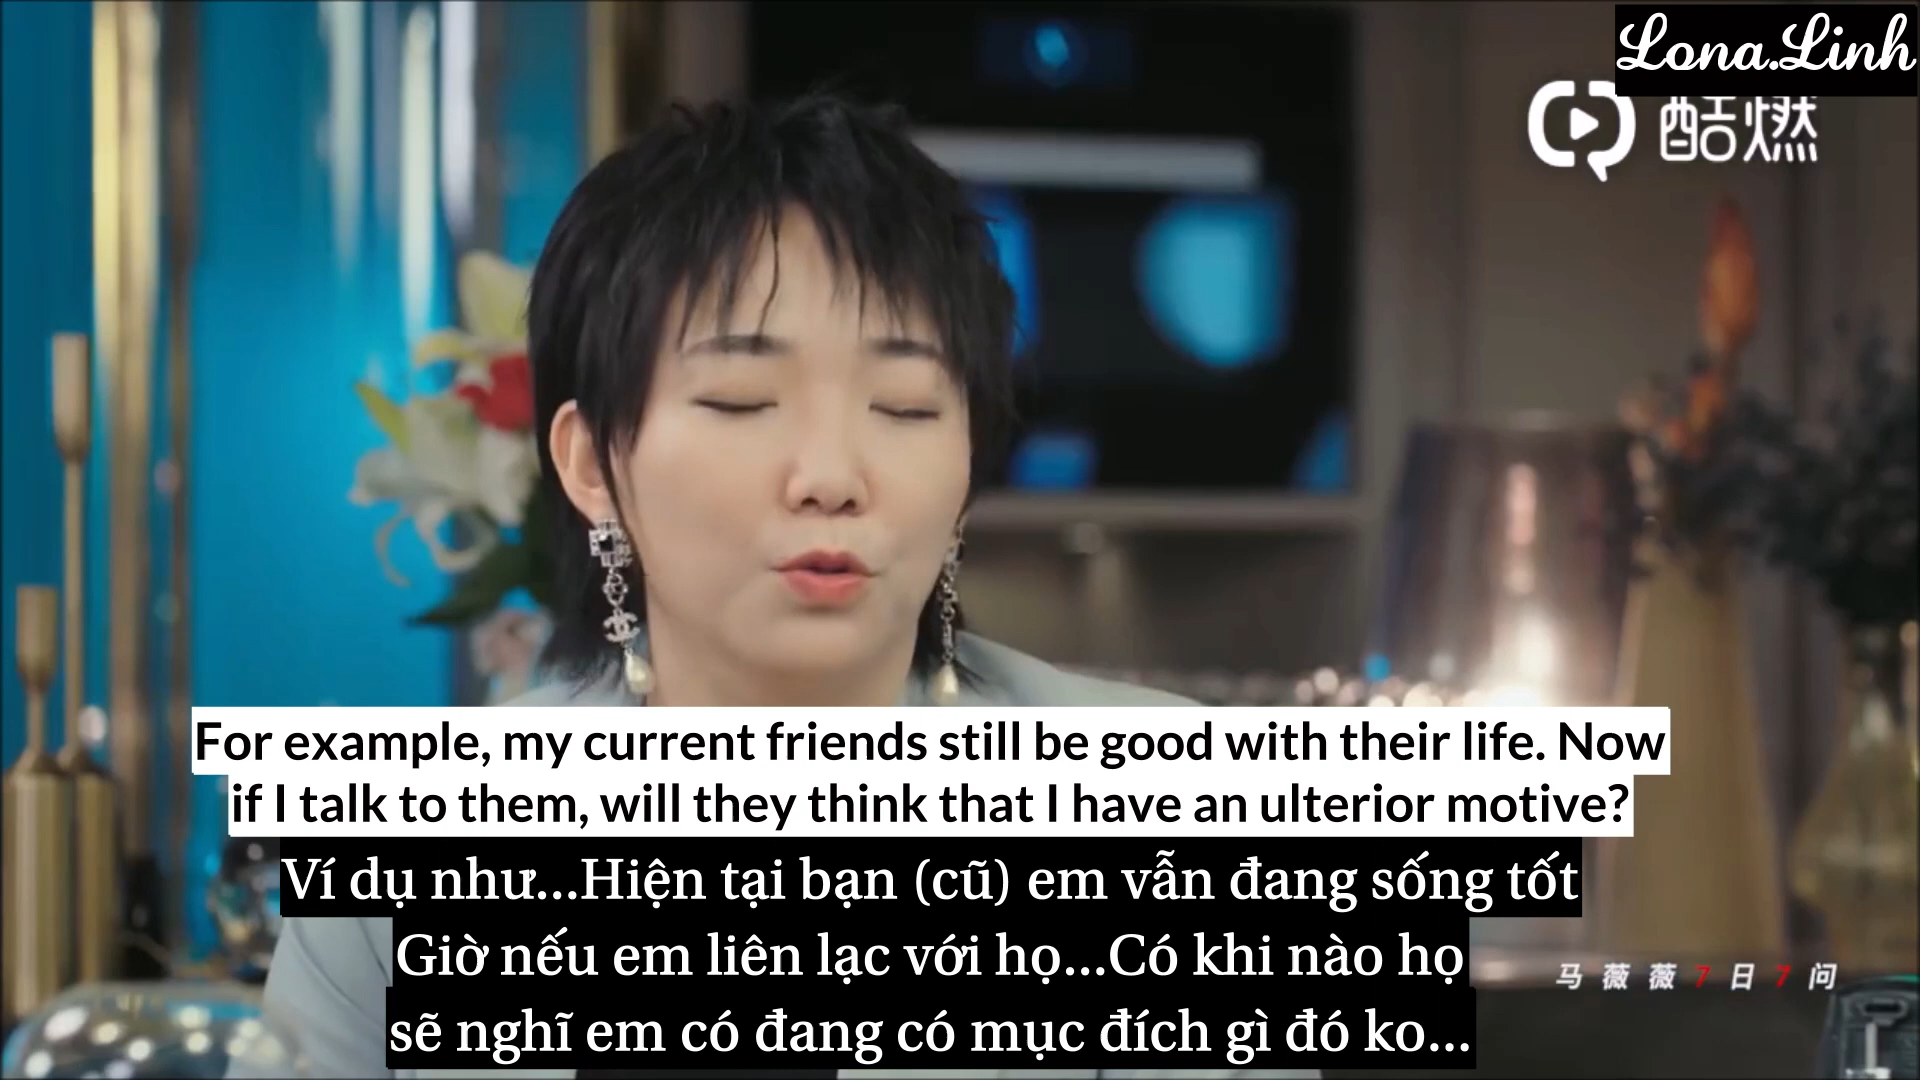 Lona.Linh
酷燃
For example, my current friends still be good with their life. Now
if I talk to them, will they think that I have an ulterior motive?
Ví dụ như...Hiện tại bạn (cũ) em vẫn đang sống tốt
Giờ nếu em liên lạc với họ...Có khi nào họ
sẽ nghĩ em có đang có mục đích gì đó ko...
马薇薇7日7问